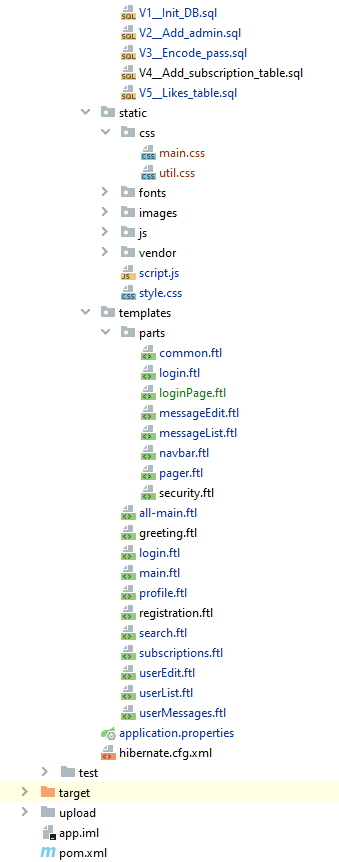 V1__Init_DB.sql
V2__Add_admin.sql
V3__Encode_pass.sql
V4__Add_subscription_table.sql
V5__Likes_table.sql
static
css
main.css
util.css
fonts
images
js
vendor
script.js
style.css
templates
parts
common.ftl
login.ftl
loginPage.ftl
messageEdit.ftl
messageList.ftl
navbar.ftl
pager.ftl
security.ftl
all-main.ftl
greeting.ftl
login.ftl
main.ftl
profile.ftl
registration.ftl
search.ftl
subscriptions.ftl
userEdit.ftl
userList.ftl
userMessages.ftl
application.properties
hibernate.cfg.xml
test
target
upload
app.iml
pom.xml